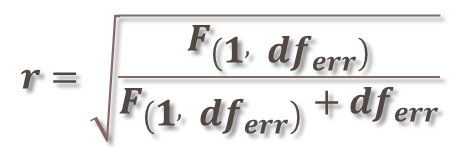 r = √(F(1, df_err) / (F(1, df_err) + df_err))